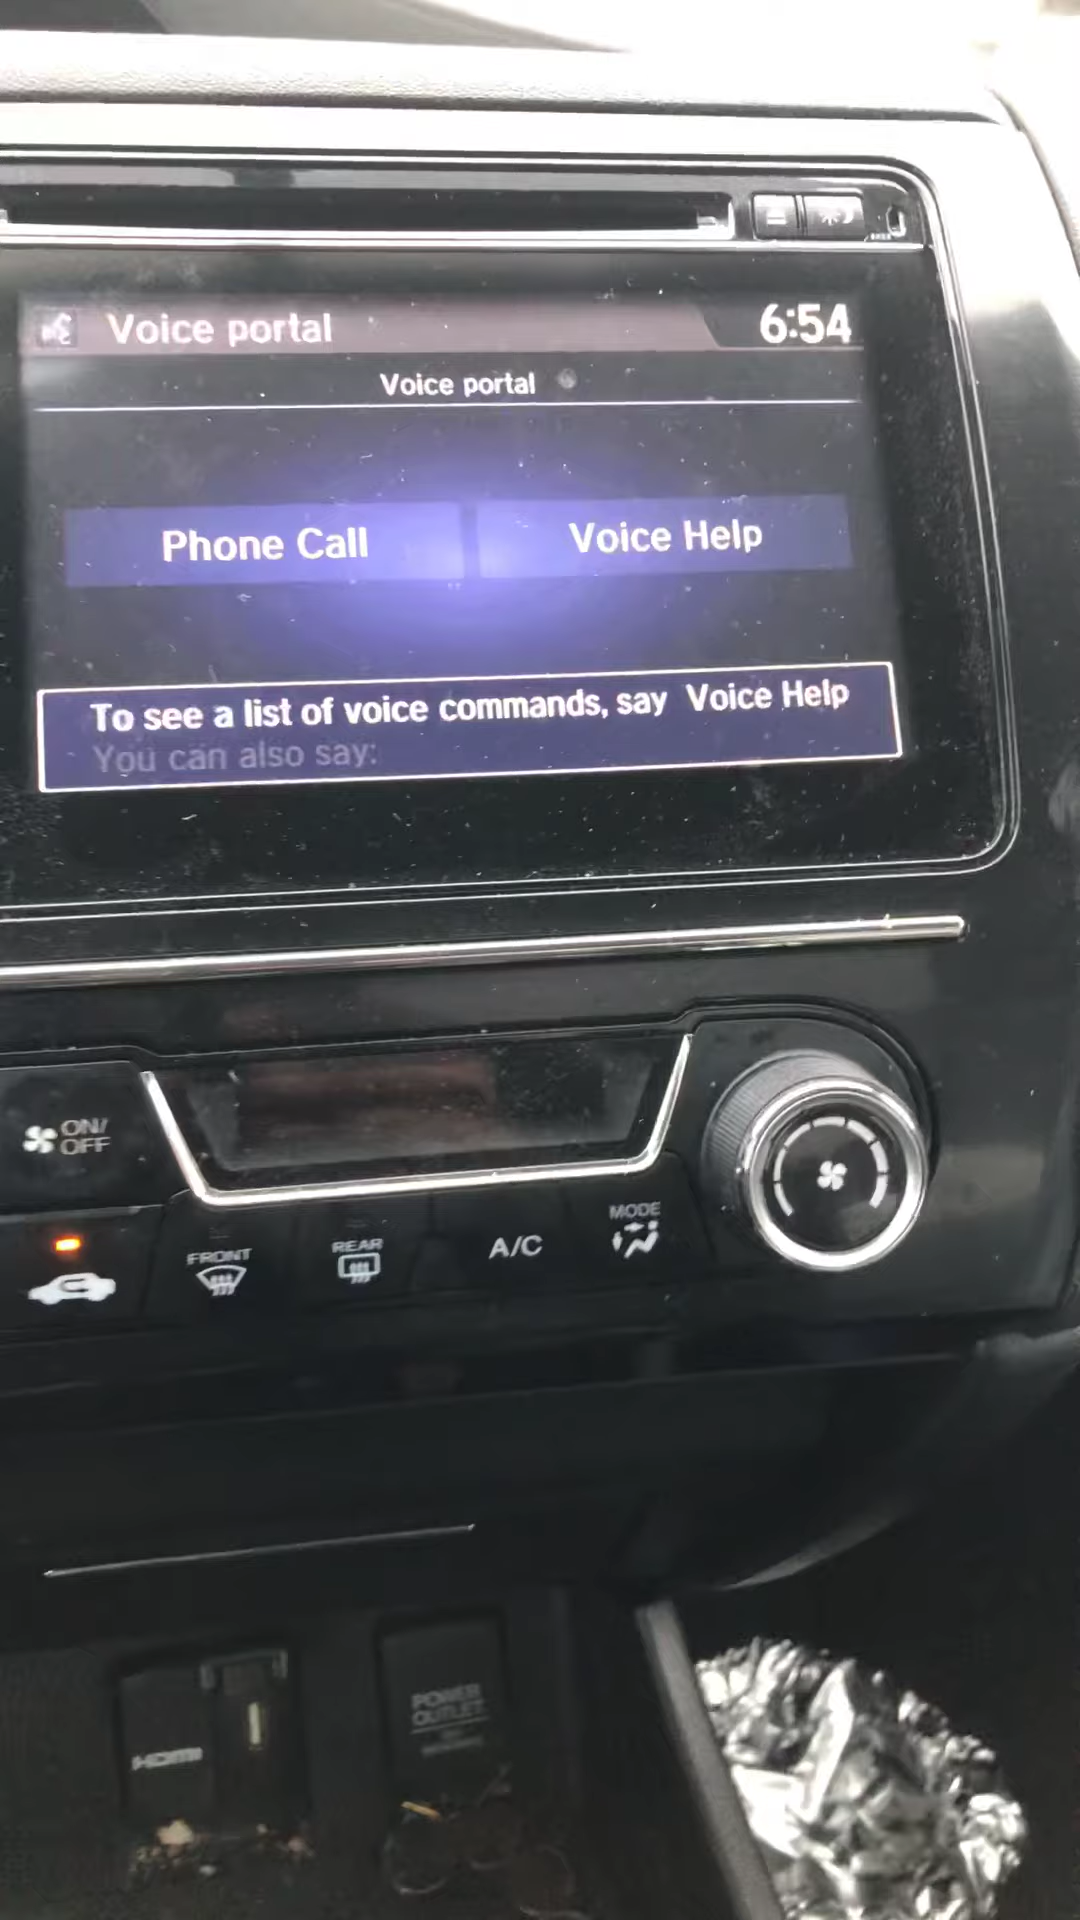 Voice portal
6:54
Voice portal
Phone Call
Voice Help
To see a list of voice commands, say Voice Help
You can also say:
ON/
OFF
FRONT
REAR
A/C
MODE
HDMI
POWER
OUTLET